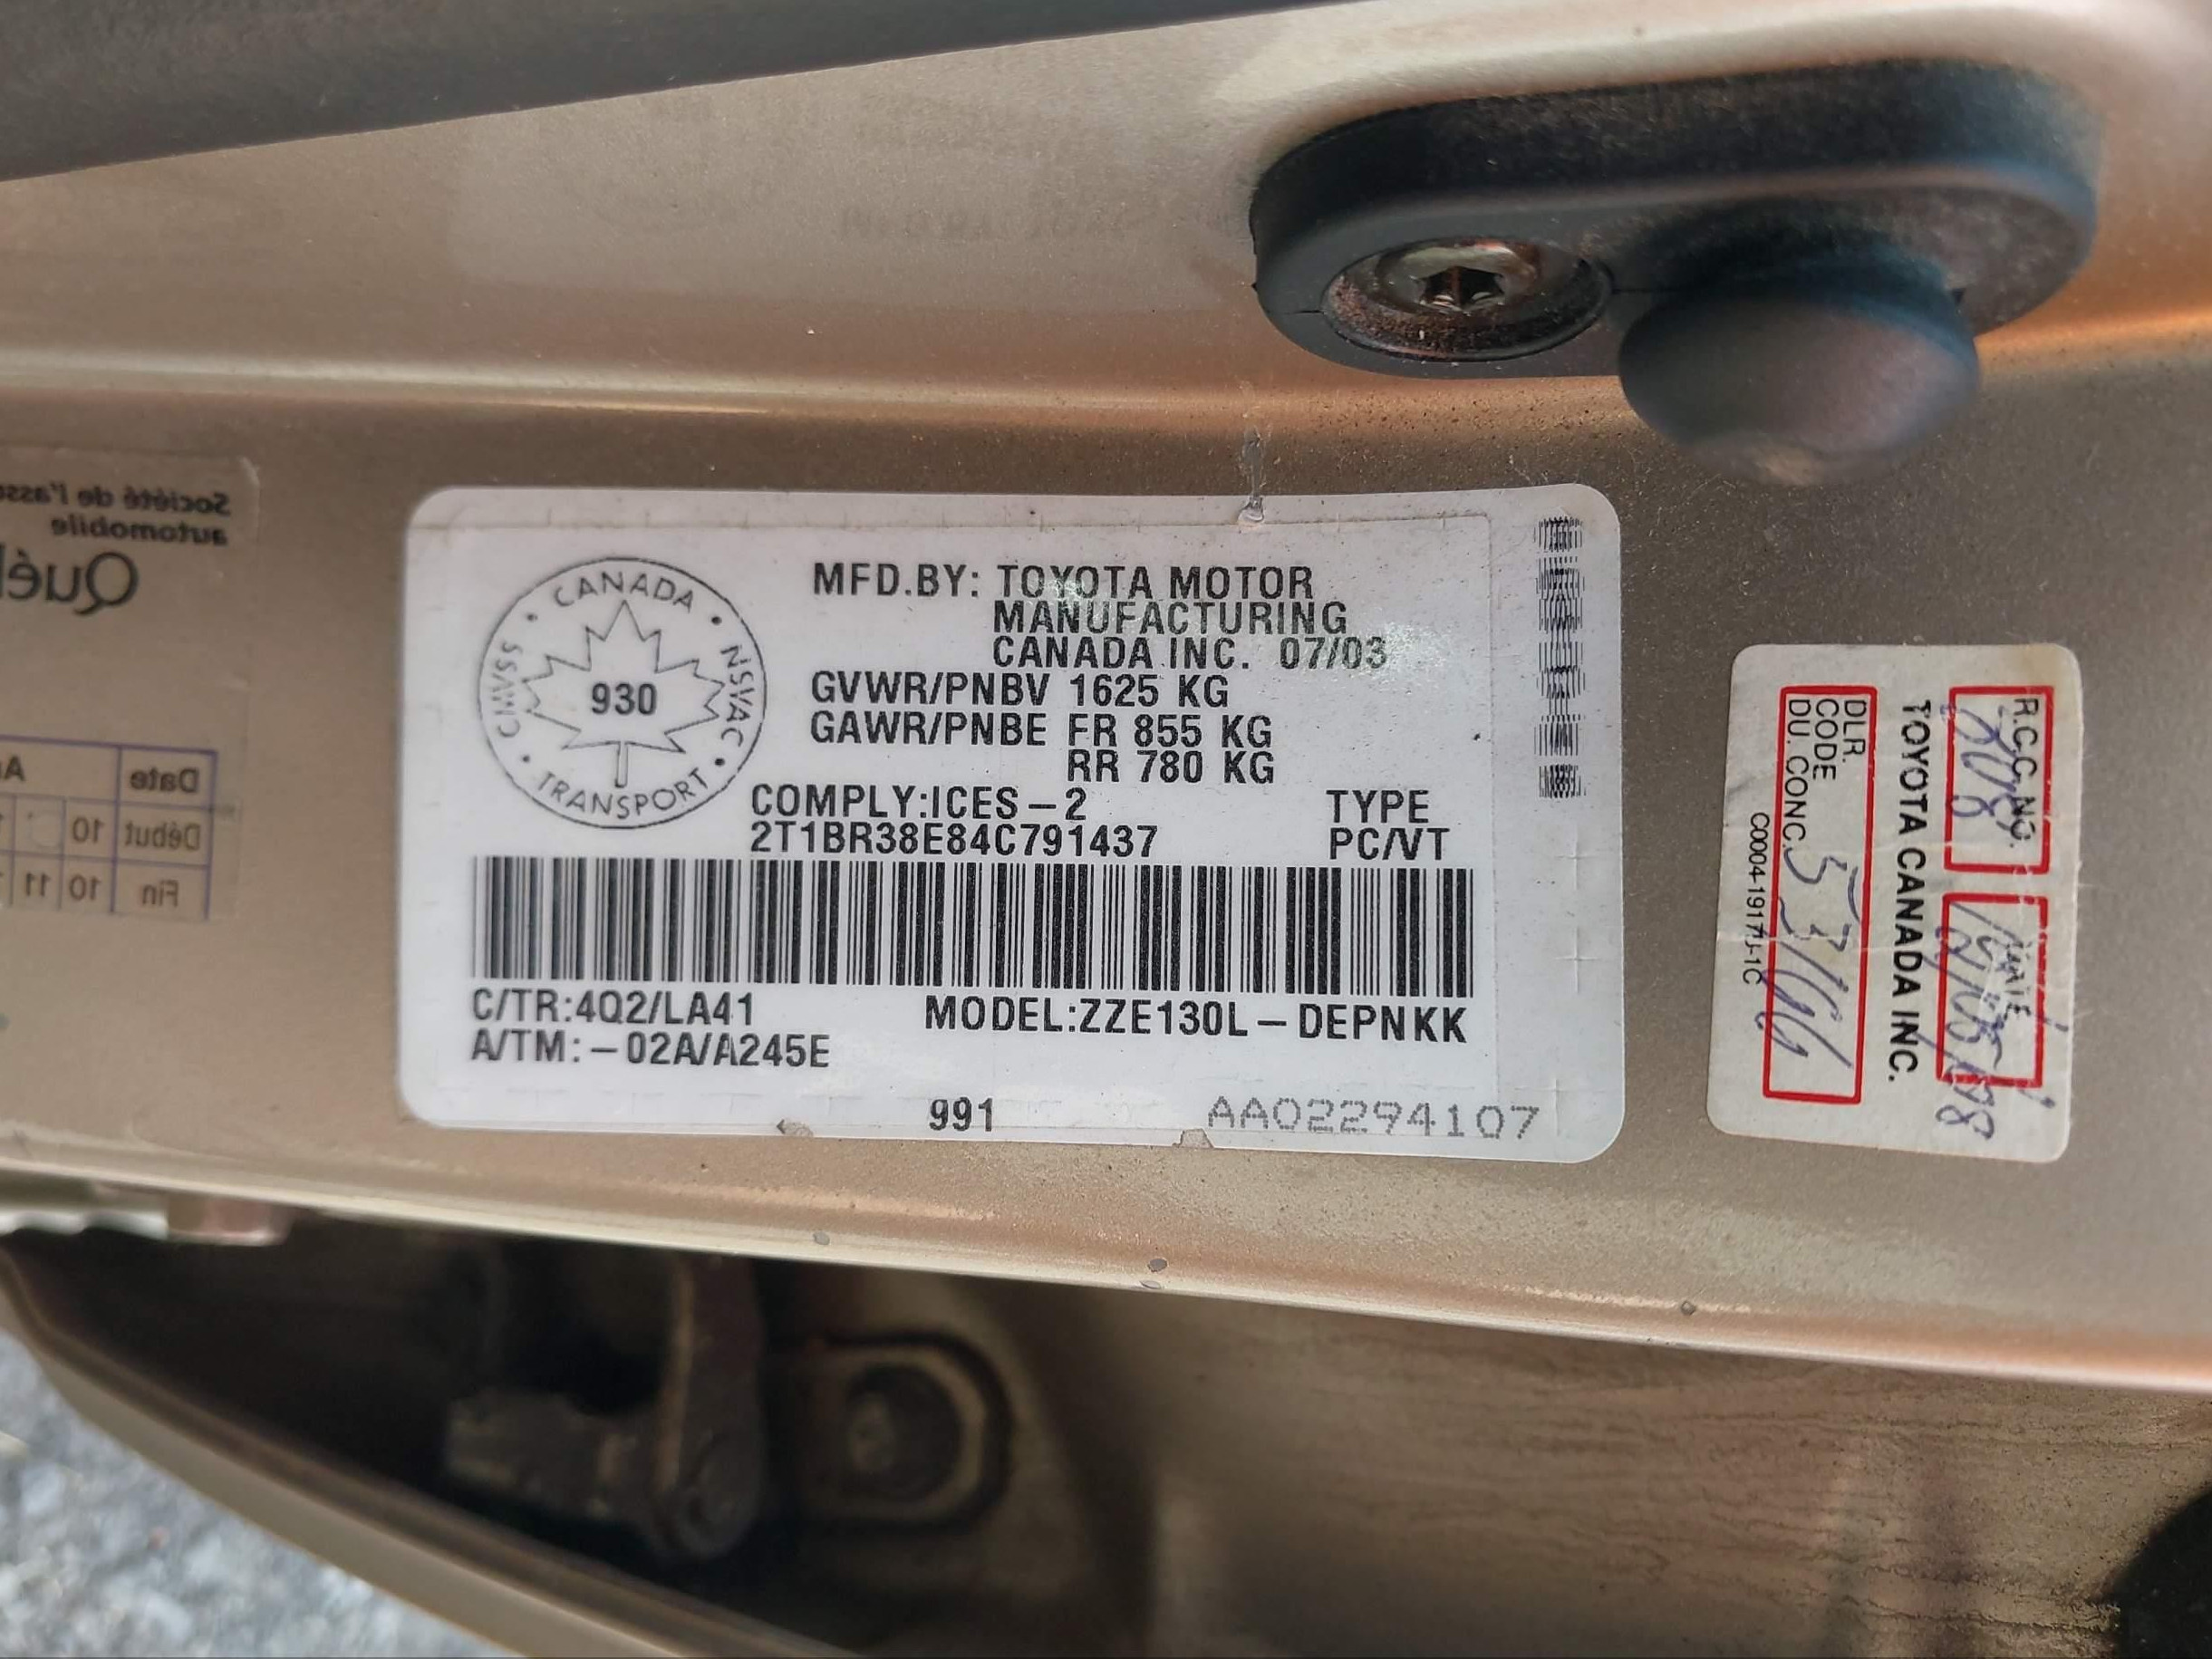 CANADA
NSVAC
TRANSPORT
CMVSS
930
MFD.BY: TOYOTA MOTOR
MANUFACTURING
CANADA INC. 07/03
GVWR/PNBV 1625 KG
GAWR/PNBE FR 855 KG
RR 780 KG
COMPLY:ICES-2 TYPE
2T1BR38E84C791437 PC/VT
C/TR:4Q2/LA41 MODEL:ZZE130L-DEPNKK
A/TM:-02A/A245E
991 AA02294107
R.C.C. NO.
DATE
TOYOTA CANADA INC.
DLR.
CODE
DU. CONC.
Société de l'assu
automobile
Qué
Date
Début 10
Fin 10 11